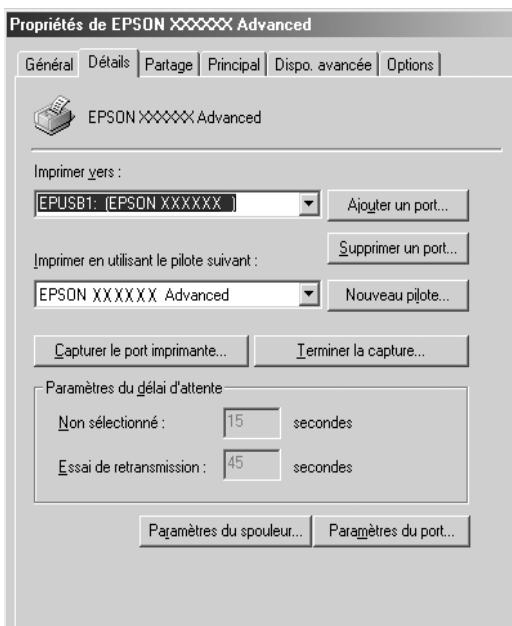 Propriétés de EPSON XXXXXX Advanced
Général Détails Partage Principal Dispo. avancée Options
EPSON XXXXXX Advanced
Imprimer vers :
EPUSB1: (EPSON XXXXXX ) Ajouter un port...
Supprimer un port...
Imprimer en utilisant le pilote suivant :
EPSON XXXXXX Advanced Nouveau pilote...
Capturer le port imprimante... Terminer la capture...
Paramètres du délai d'attente
Non sélectionné : 15 secondes
Essai de retransmission : 45 secondes
Paramètres du spouleur... Paramètres du port...